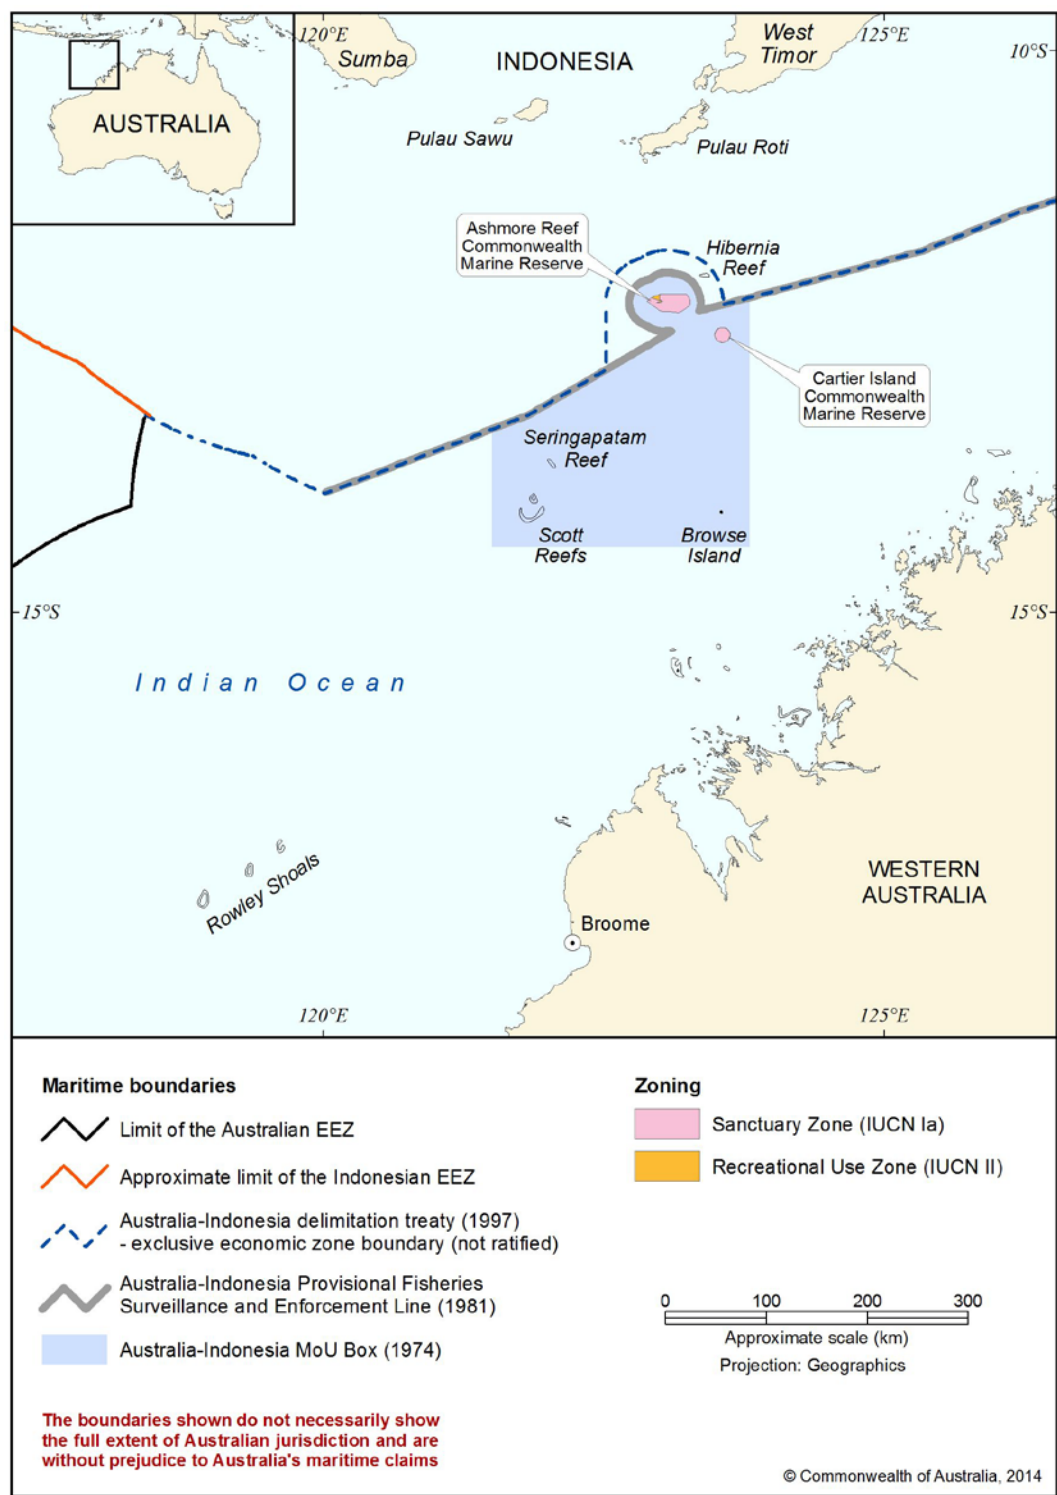 120°E
125°E
10°S
AUSTRALIA
Sumba
INDONESIA
West
Timor
Pulau Sawu
Pulau Roti
Ashmore Reef
Commonwealth
Marine Reserve
Hibernia
Reef
Cartier Island
Commonwealth
Marine Reserve
Seringapatam
Reef
Scott
Reefs
Browse
Island
15°S
15°S
Indian Ocean
Rowley Shoals
WESTERN
AUSTRALIA
Broome
120°E
125°E
Maritime boundaries
Limit of the Australian EEZ
Approximate limit of the Indonesian EEZ
Australia-Indonesia delimitation treaty (1997)
- exclusive economic zone boundary (not ratified)
Australia-Indonesia Provisional Fisheries
Surveillance and Enforcement Line (1981)
Australia-Indonesia MoU Box (1974)
Zoning
Sanctuary Zone (IUCN Ia)
Recreational Use Zone (IUCN II)
0 100 200 300
Approximate scale (km)
Projection: Geographics
The boundaries shown do not necessarily show
the full extent of Australian jurisdiction and are
without prejudice to Australia's maritime claims
© Commonwealth of Australia, 2014